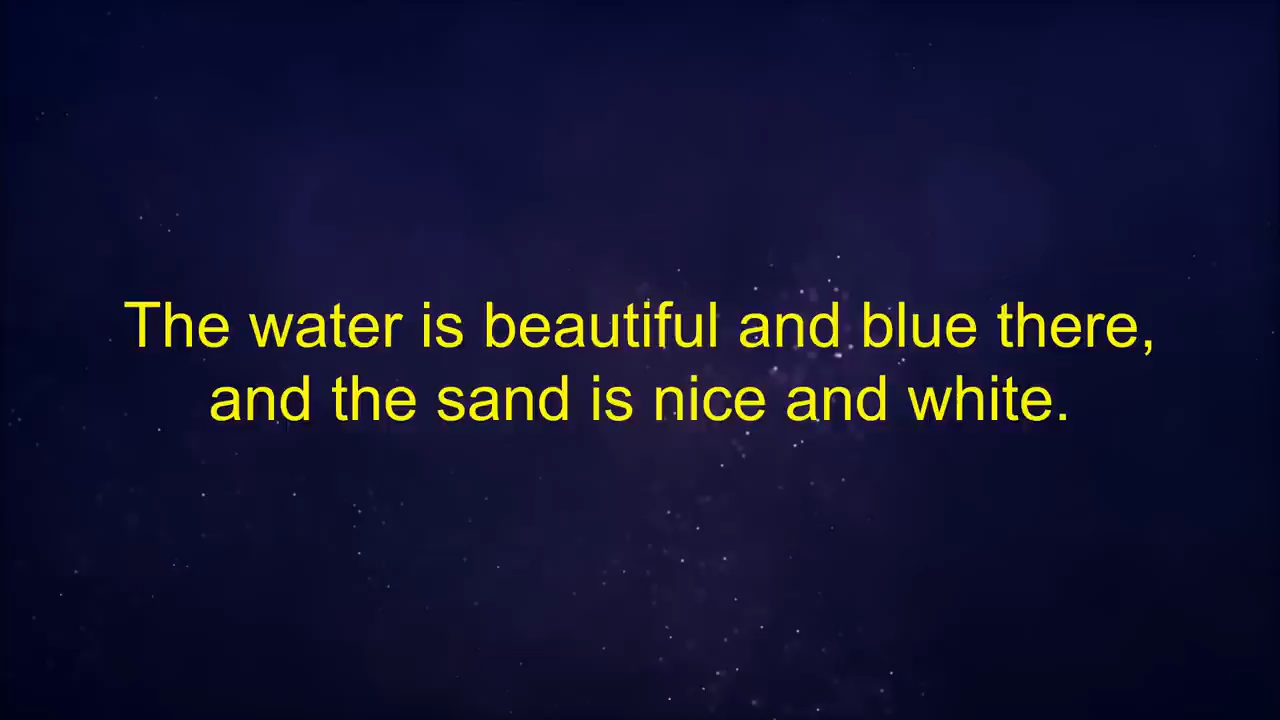 The water is beautiful and blue there,
and the sand is nice and white.